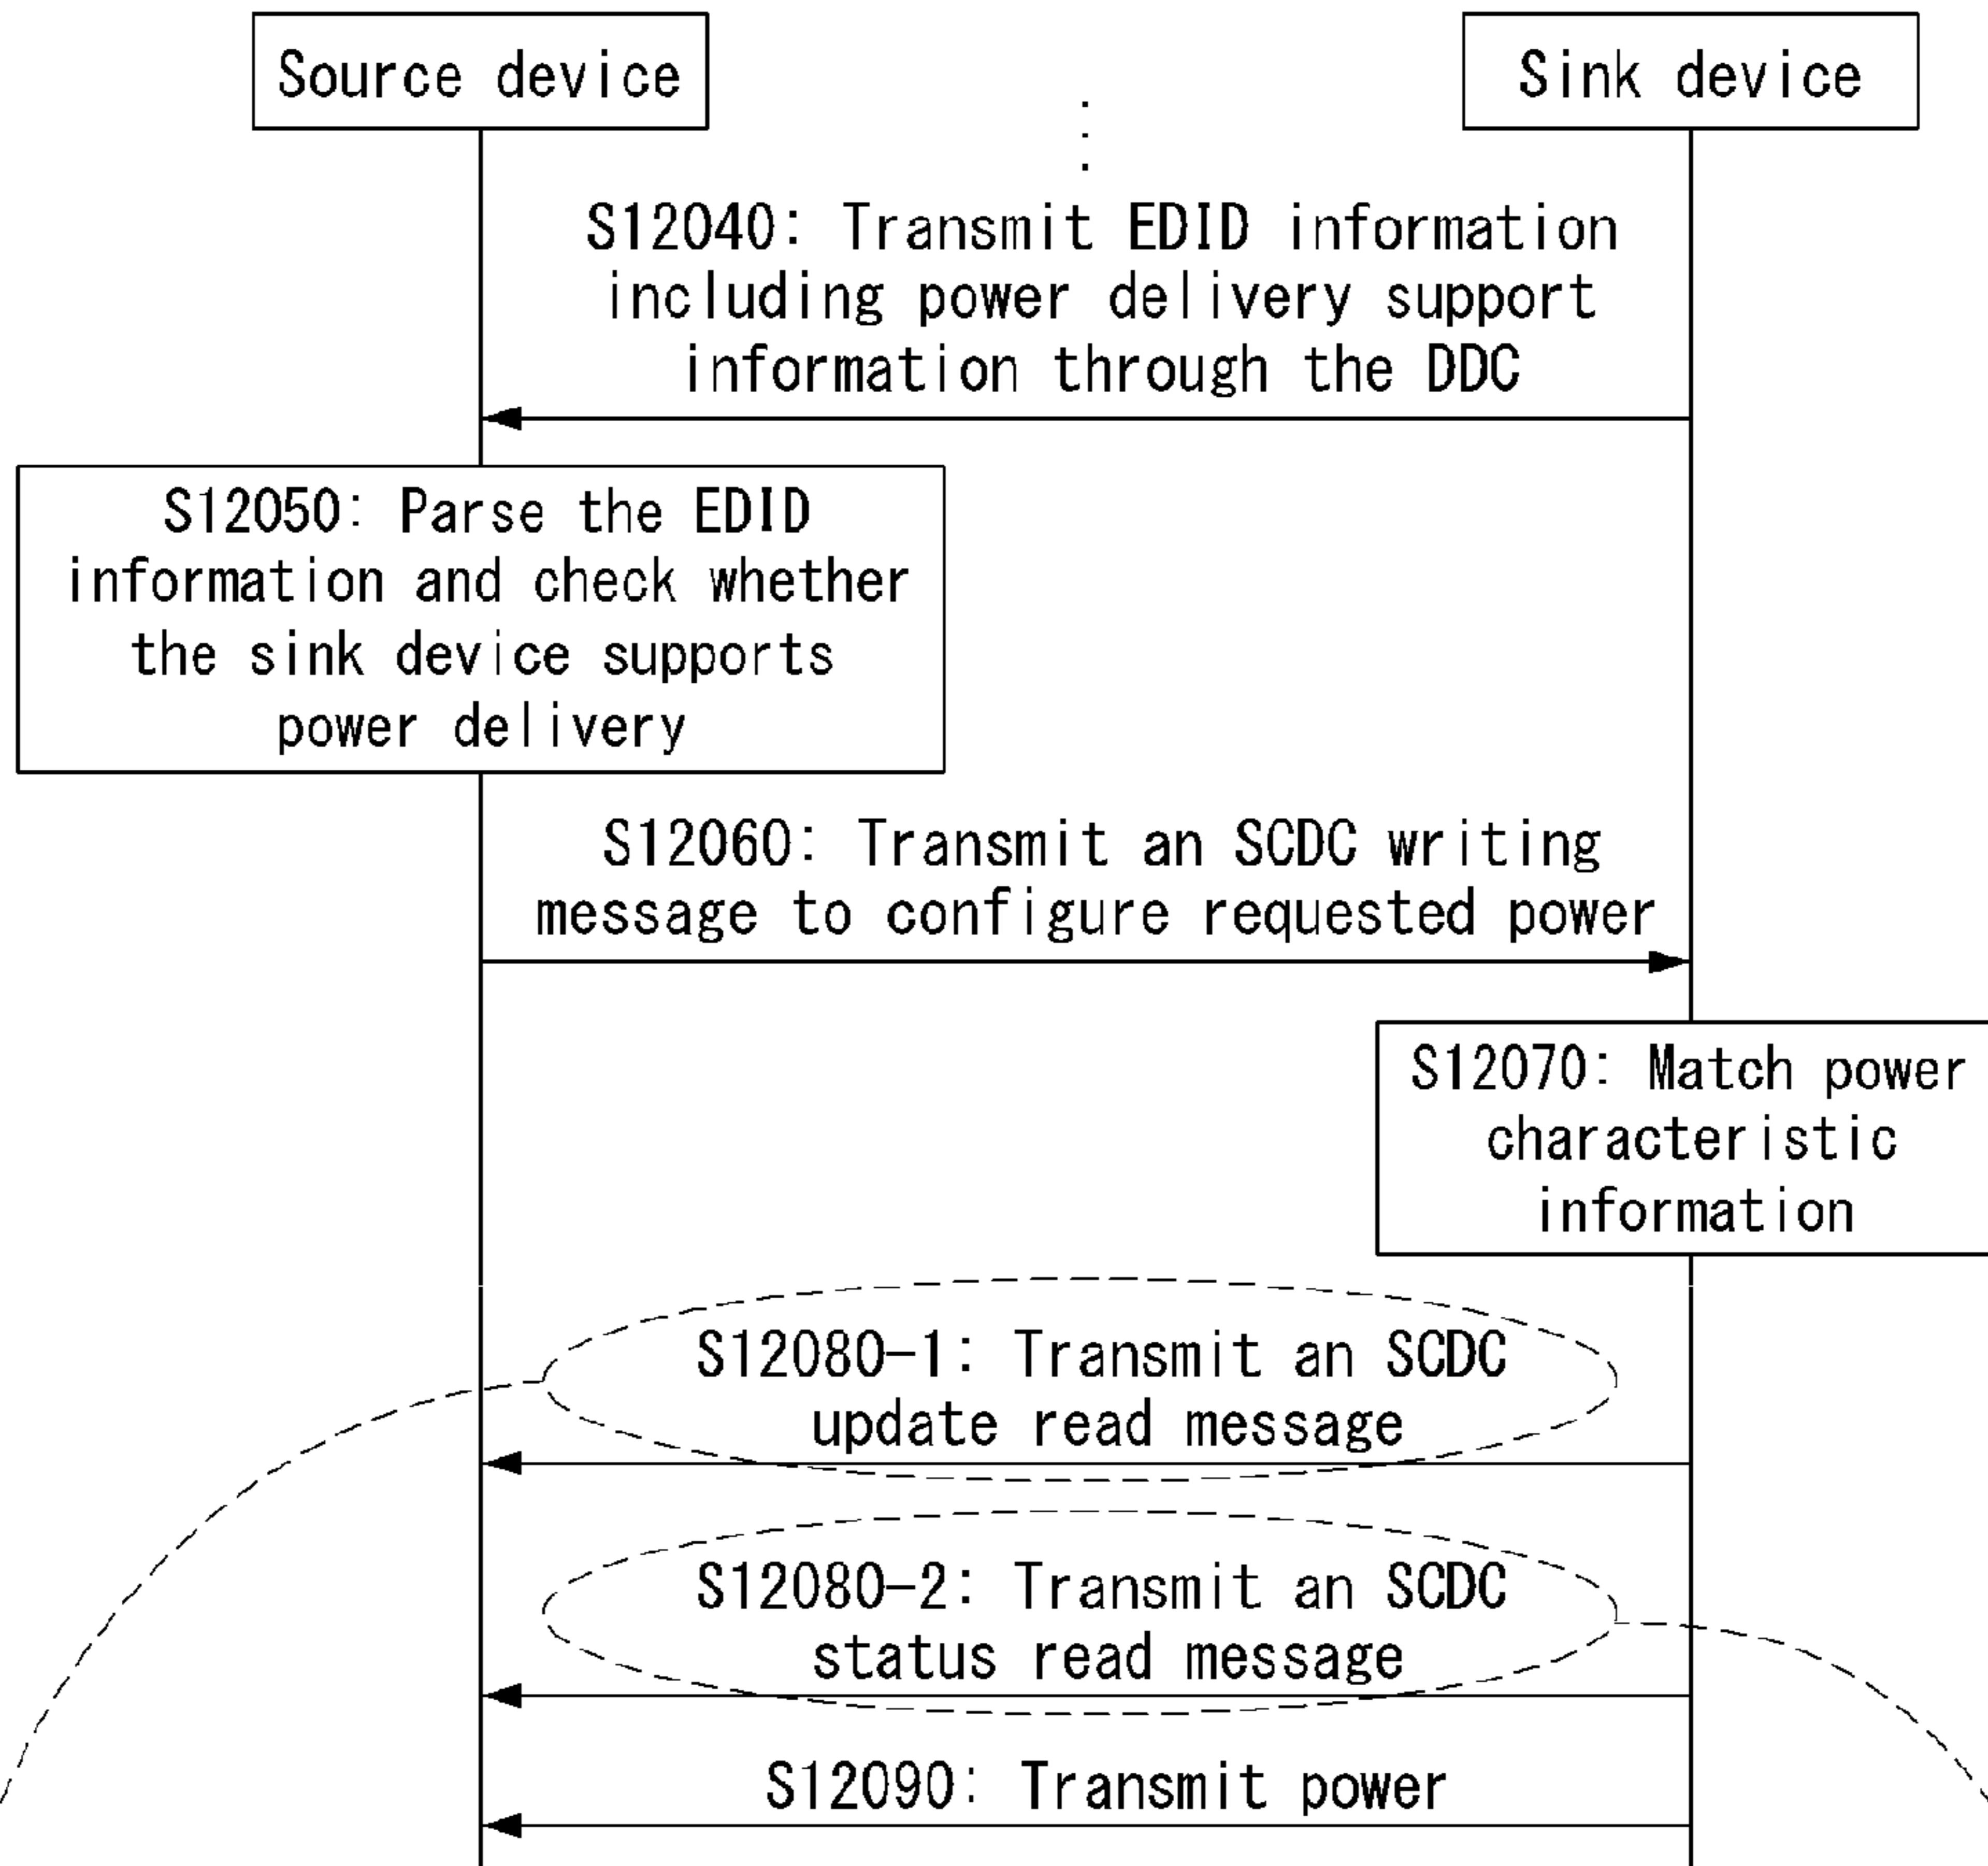 Source device
Sink device
S12040: Transmit EDID information
including power delivery support
information through the DDC
S12050: Parse the EDID
information and check whether
the sink device supports
power delivery
S12060: Transmit an SCDC writing
message to configure requested power
S12070: Match power
characteristic
information
S12080-1: Transmit an SCDC
update read message
S12080-2: Transmit an SCDC
status read message
S12090: Transmit power